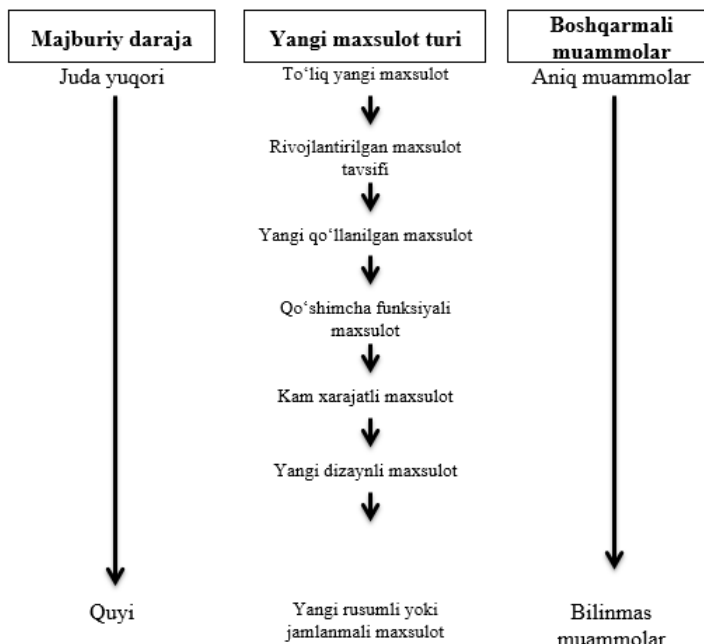 Majburiy daraja
Yangi maxsulot turi
Boshqarmali
muammolar
Juda yuqori
To‘liq yangi maxsulot
Aniq muammolar
Rivojlantirilgan maxsulot
tavsifi
Yangi qo‘llanilgan maxsulot
Qo‘shimcha funksiyali
maxsulot
Kam xarajatli maxsulot
Yangi dizaynli maxsulot
Quyi
Yangi rusumli yoki
jamlanmali maxsulot
Bilinmas
muammolar